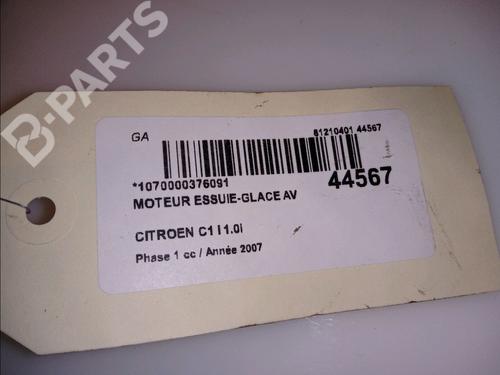 B-PARTS
GA
81210401 44567
*1070000376091
44567
MOTEUR ESSUIE-GLACE AV
CITROEN C1 I 1.0i
Phase 1 cc / Année 2007